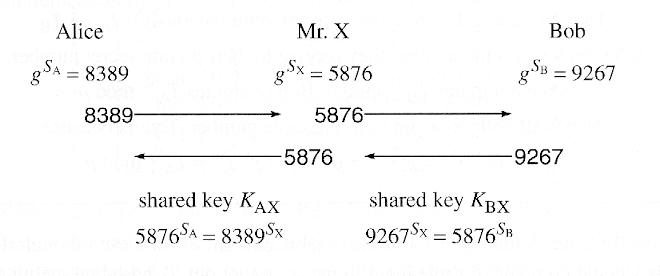 Alice Mr. X Bob
g^{S_A} = 8389 g^{S_X} = 5876 g^{S_B} = 9267
8389 5876
5876 9267
shared key K_{AX} shared key K_{BX}
5876^{S_A} = 8389^{S_X} 9267^{S_X} = 5876^{S_B}